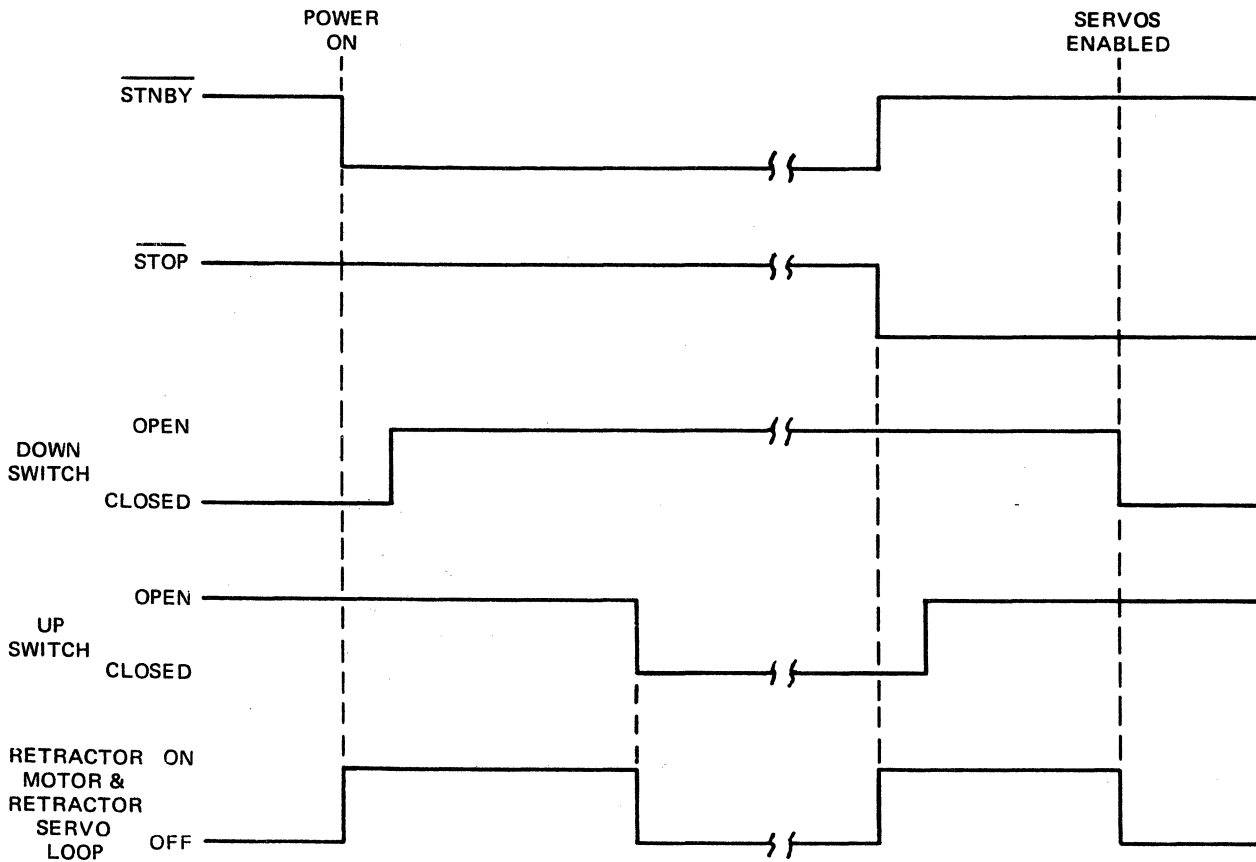 POWER
ON
SERVOS
ENABLED
STNBY
STOP
OPEN
DOWN
SWITCH
CLOSED
OPEN
UP
SWITCH
CLOSED
RETRACTOR ON
MOTOR &
RETRACTOR
SERVO
LOOP OFF